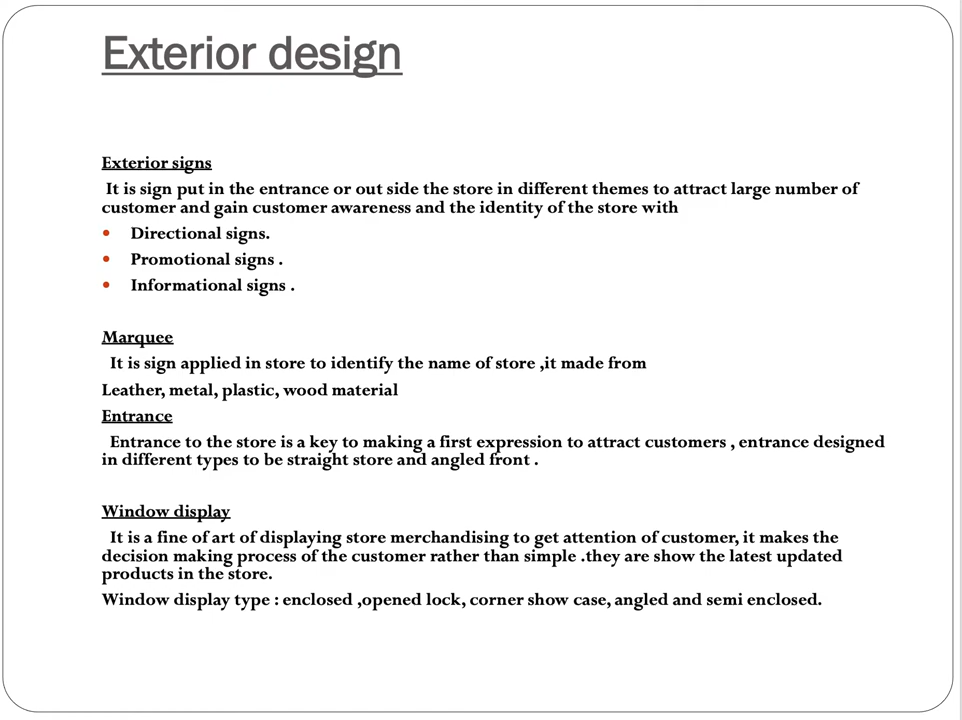 Exterior design
Exterior signs
It is sign put in the entrance or out side the store in different themes to attract large number of
customer and gain customer awareness and the identity of the store with
• Directional signs.
• Promotional signs .
• Informational signs .
Marquee
It is sign applied in store to identify the name of store ,it made from
Leather, metal, plastic, wood material
Entrance
Entrance to the store is a key to making a first expression to attract customers , entrance designed
in different types to be straight store and angled front .
Window display
It is a fine of art of displaying store merchandising to get attention of customer, it makes the
decision making process of the customer rather than simple .they are show the latest updated
products in the store.
Window display type : enclosed ,opened lock, corner show case, angled and semi enclosed.